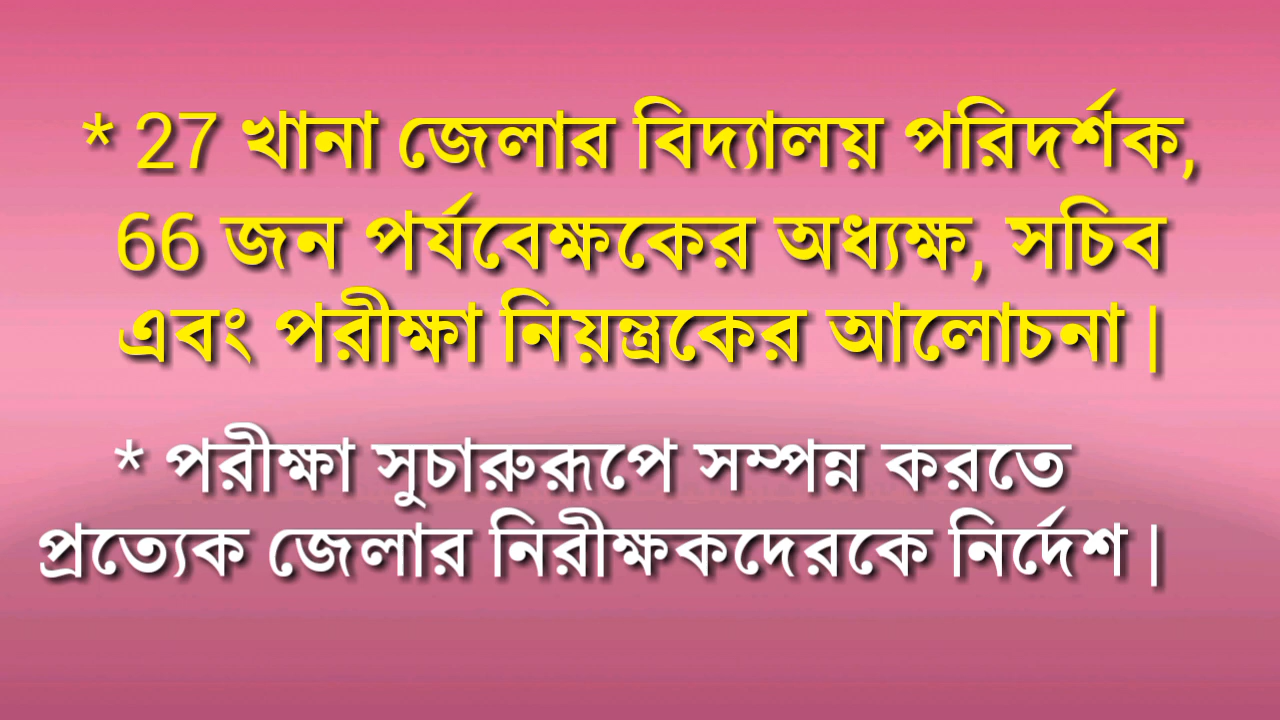 * 27 খানা জেলার বিদ্যালয় পরিদর্শক,
66 জন পর্যবেক্ষকের অধ্যক্ষ, সচিব
এবং পরীক্ষা নিয়ন্ত্রকের আলোচনা |
* পরীক্ষা সুচারুরূপে সম্পন্ন করতে
প্রত্যেক জেলার নিরীক্ষকদেরকে নির্দেশ |